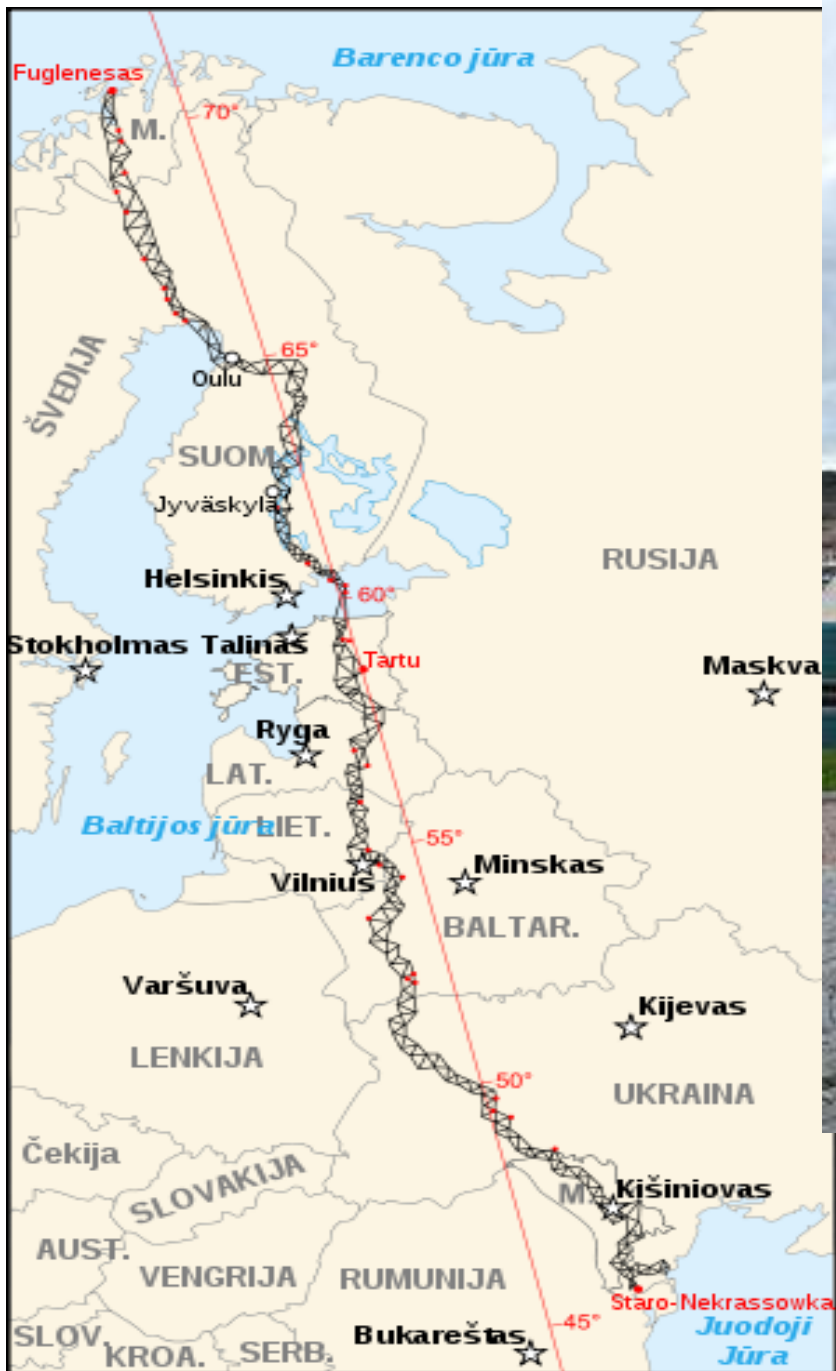 Barenco jūra
Fuglenesas
70°
M.
65°
Oulu
ŠVEDIJA
SUOM.
Jyväskylä
RUSIJA
Helsinkis
60°
Stokholmas Talinas
Tartu
EST.
Maskva
Ryga
LAT.
Baltijos jūra
LIET.
55°
Vilnius
Minskas
BALTAR.
Varšuva
Kijevas
LENKIJA
50°
UKRAINA
Čekija
SLOVAKIJA
M.
Kišiniovas
AUST.
VENGRIJA
RUMUNIJA
Staro-Nekrassowka
45°
SLOV.
KROA.
SERB.
Bukareštas
Juodoji
Jūra